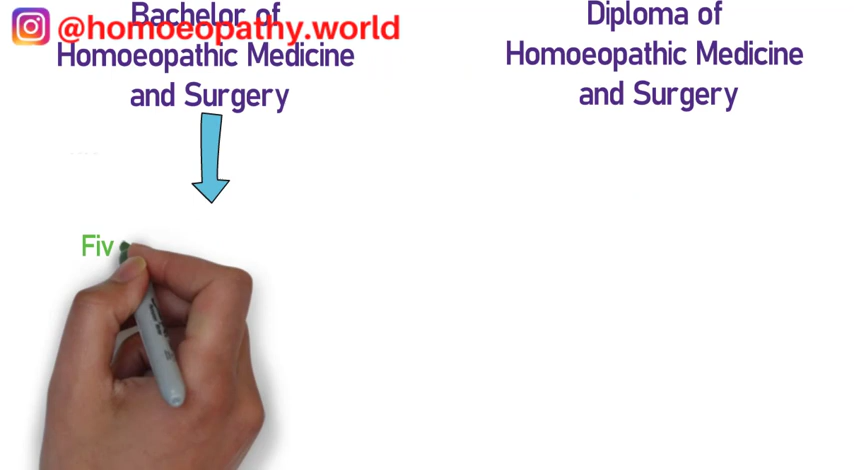 Bachelor of
@homoeopathy.world
Homoeopathic Medicine
and Surgery
Fiv
Diploma of
Homoeopathic Medicine
and Surgery